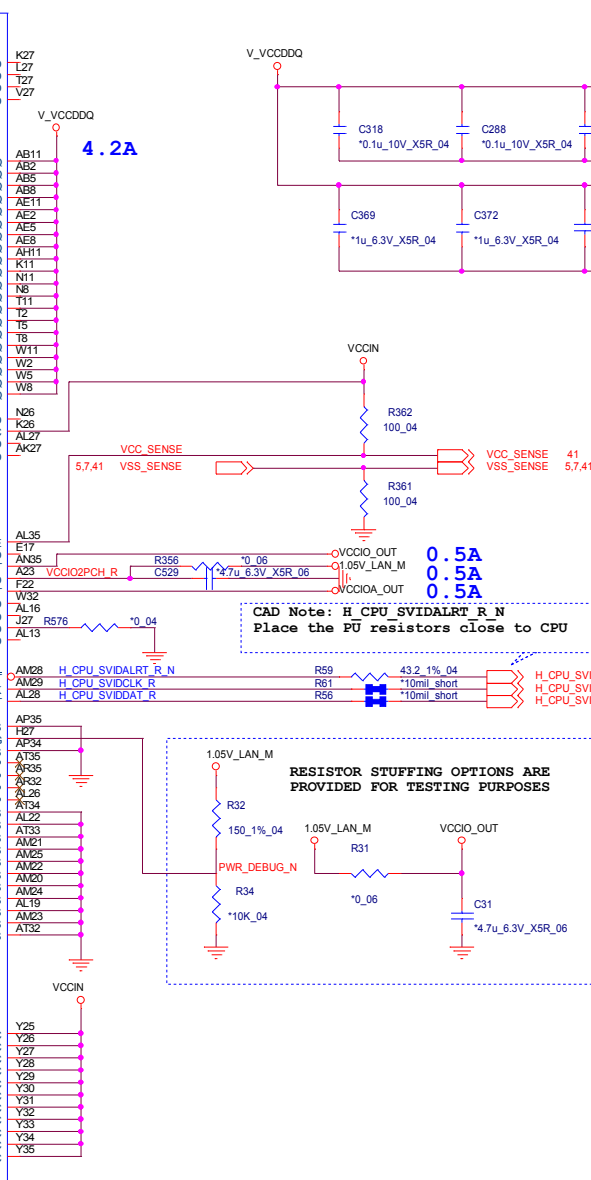 K27
L27
T27
V27
V_VCCDDQ
4.2A
AB11
AB2
AB5
AB8
AE11
AE2
AE5
AE8
AH11
K11
N11
N8
T11
T2
T5
T8
W11
W2
W5
W8
N26
K26
AL27
AK27
V_VCCDDQ
C318
*0.1u_10V_X5R_04
C288
*0.1u_10V_X5R_04
C369
*1u_6.3V_X5R_04
C372
*1u_6.3V_X5R_04
VCCIN
R362
100_04
VCC_SENSE
5,7,41 VSS_SENSE
VCC_SENSE 41
VSS_SENSE 5,7,41
R361
100_04
AL35
E17
AN35
A23
F22
W32
AL16
J27
AL13
VCCIO2PCH_R
R356 *0_06
C529 *4.7u_6.3V_X5R_06
VCCIO_OUT 0.5A
1.05V_LAN_M 0.5A
VCCIOA_OUT 0.5A
R576 *0_04
CAD Note: H_CPU_SVIDALRT_R_N
Place the PU resistors close to CPU
AM28 H_CPU_SVIDALRT_R_N R59 43.2_1%_04 H_CPU_SVI
AM29 H_CPU_SVIDCLK_R R61 *10mil_short H_CPU_SVI
AL28 H_CPU_SVIDDAT_R R56 *10mil_short H_CPU_SVI
AP35
H27
AP34
AT35
AR35
AR32
AL26
AT34
AL22
AT33
AM21
AM25
AM22
AM20
AM24
AL19
AM23
AT32
1.05V_LAN_M
RESISTOR STUFFING OPTIONS ARE
PROVIDED FOR TESTING PURPOSES
R32
150_1%_04
PWR_DEBUG_N
R34
*10K_04
1.05V_LAN_M
R31
*0_06
VCCIO_OUT
C31
*4.7u_6.3V_X5R_06
VCCIN
Y25
Y26
Y27
Y28
Y29
Y30
Y31
Y32
Y33
Y34
Y35